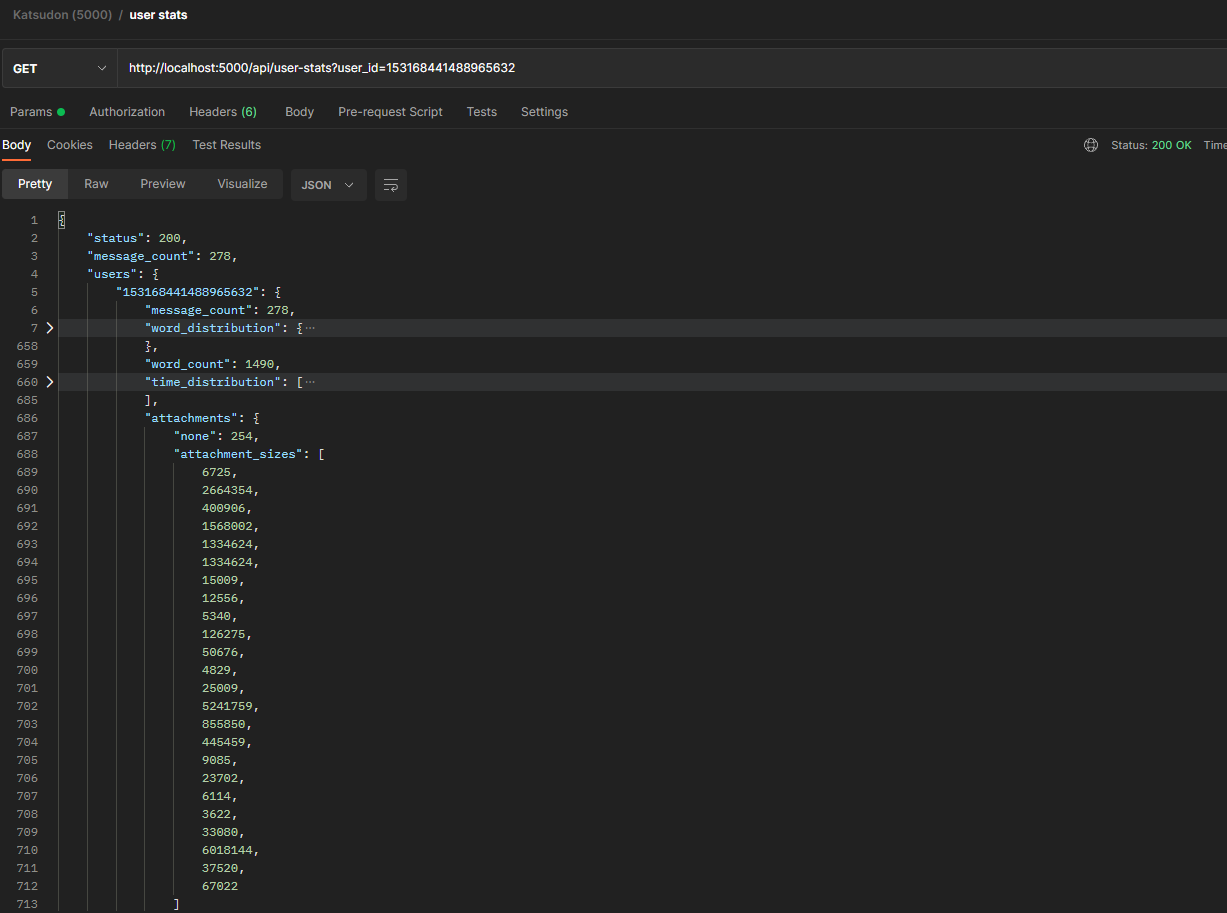 Katsudon (5000) / user stats
GET http://localhost:5000/api/user-stats?user_id=153168441488965632
Params Authorization Headers (6) Body Pre-request Script Tests Settings
Body Cookies Headers (7) Test Results Status: 200 OK Time
Pretty Raw Preview Visualize JSON
1 {
2 "status": 200,
3 "message_count": 278,
4 "users": {
5 "153168441488965632": {
6 "message_count": 278,
7 "word_distribution": {···
658 },
659 "word_count": 1490,
660 "time_distribution": [···
685 ],
686 "attachments": {
687 "none": 254,
688 "attachment_sizes": [
689 6725,
690 2664354,
691 400906,
692 1568002,
693 1334624,
694 1334624,
695 15009,
696 12556,
697 5340,
698 126275,
699 50676,
700 4829,
701 25009,
702 5241759,
703 855850,
704 445459,
705 9085,
706 23702,
707 6114,
708 3622,
709 33080,
710 6018144,
711 37520,
712 67022
713 ]